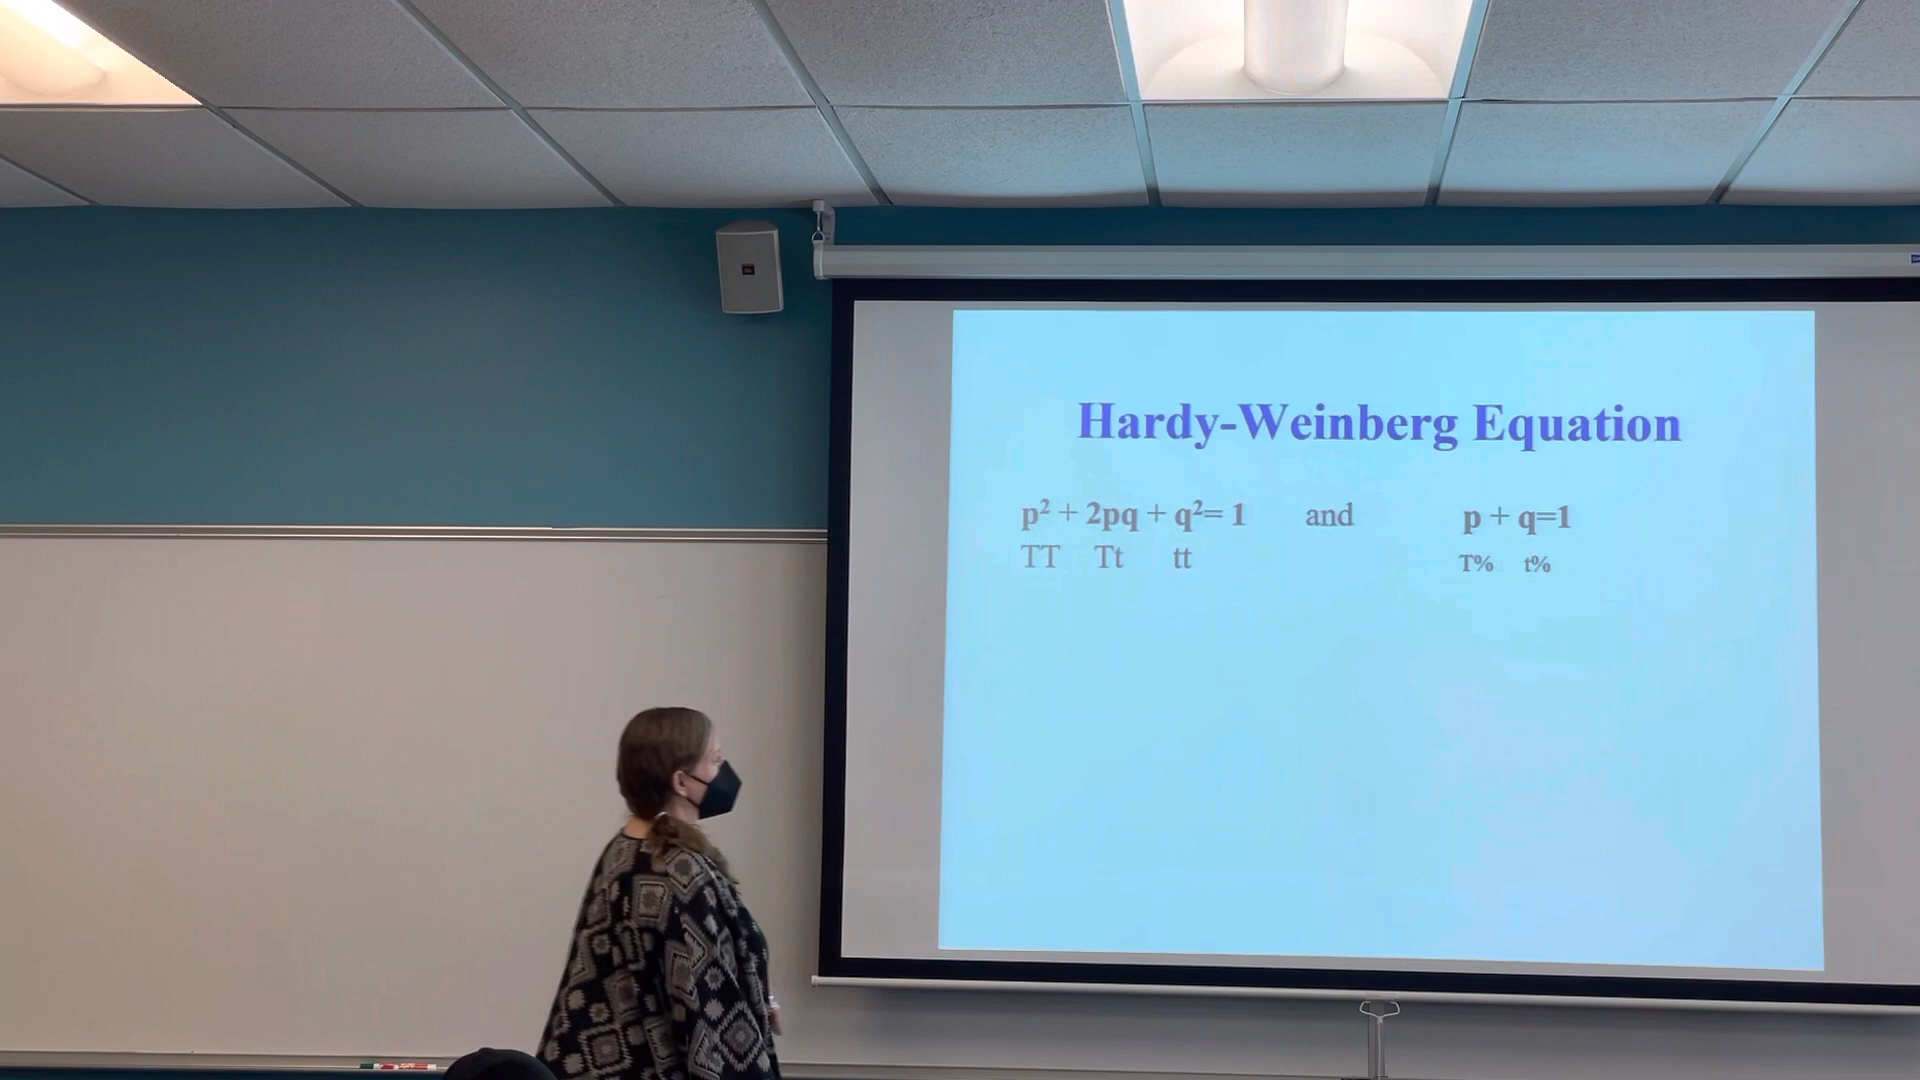 Hardy-Weinberg Equation
p² + 2pq + q²= 1 and p + q=1
TT Tt tt T% t%